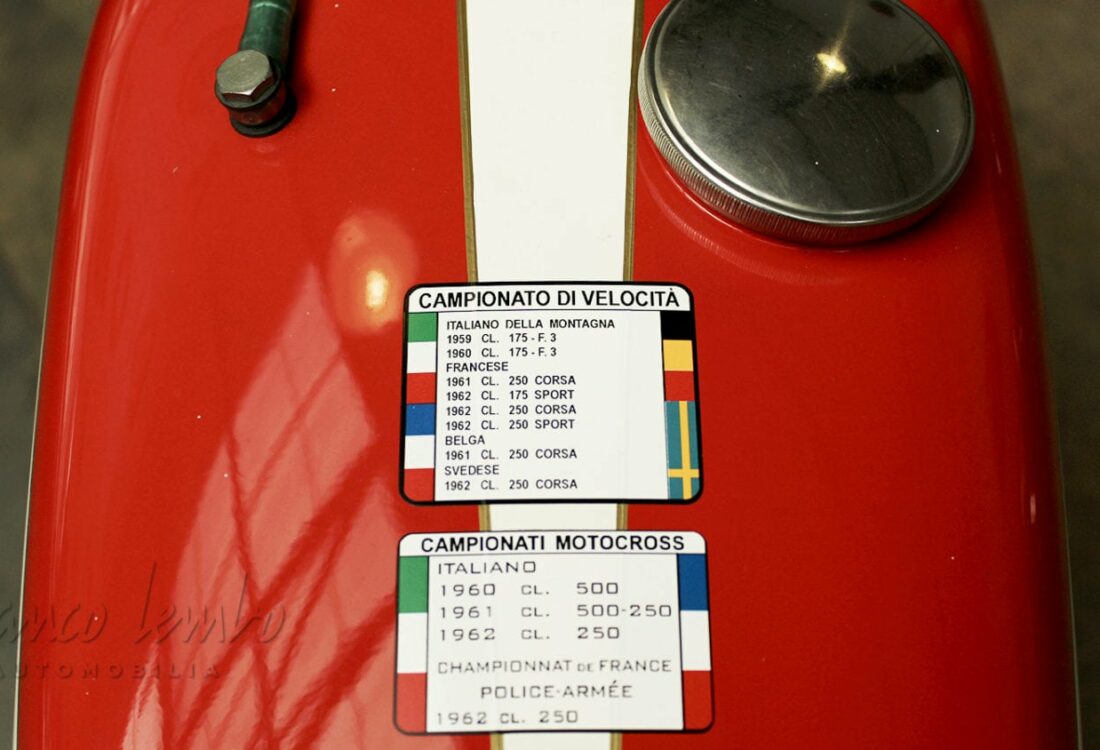 CAMPIONATO DI VELOCITÀ
ITALIANO DELLA MONTAGNA
1959 CL. 175 - F. 3
1960 CL. 175 - F. 3
FRANCESE
1961 CL. 250 CORSA
1962 CL. 175 SPORT
1962 CL. 250 CORSA
1962 CL. 250 SPORT
BELGA
1961 CL. 250 CORSA
SVEDESE
1962 CL. 250 CORSA
CAMPIONATI MOTOCROSS
ITALIANO
1960 CL. 500
1961 CL. 500-250
1962 CL. 250
CHAMPIONNAT DE FRANCE
POLICE-ARMÉE
1962 CL. 250
lembo